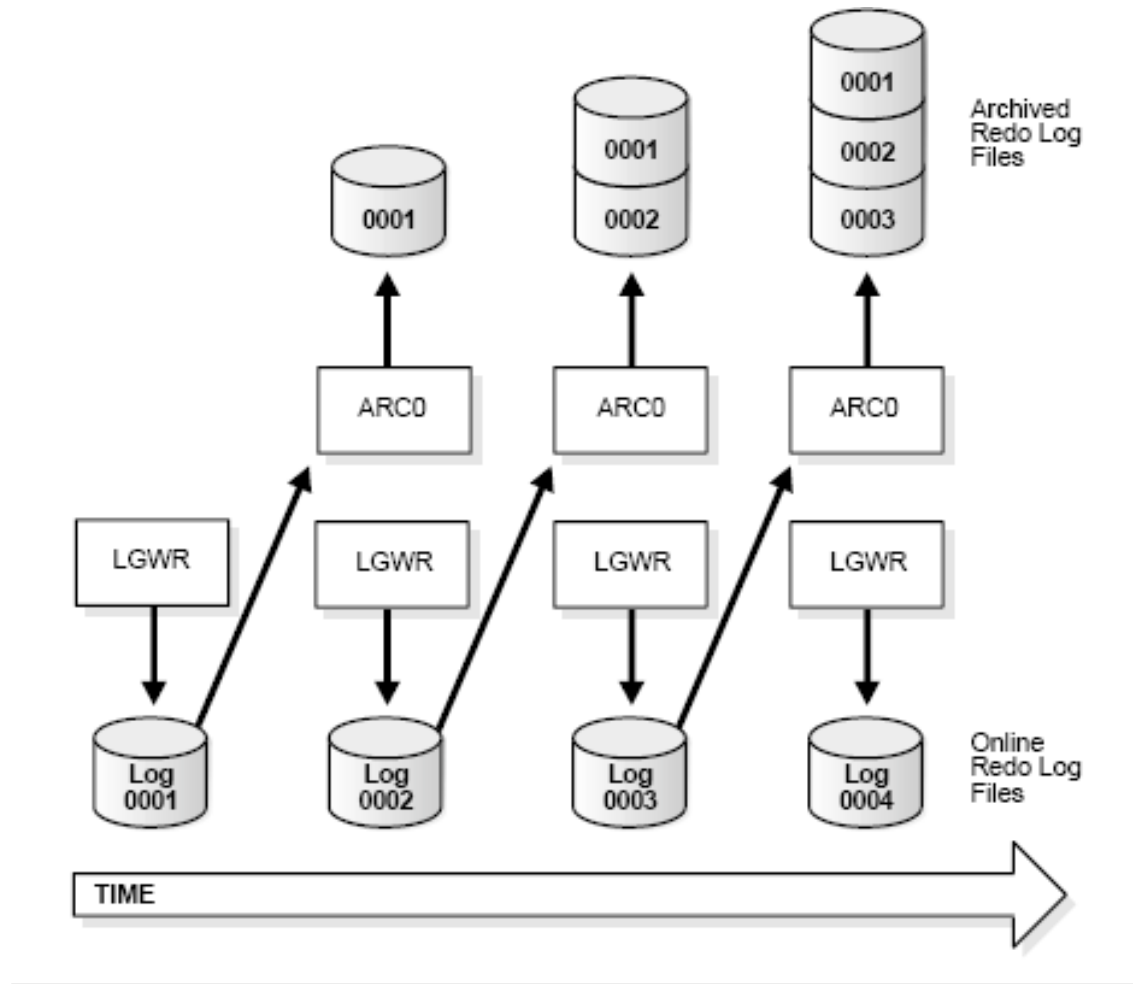 0001
0001
0001
Archived
Redo Log
Files
0002
0002
0001
0003
ARC0
ARC0
ARC0
LGWR
LGWR
LGWR
LGWR
Log
0001
Log
0002
Log
0003
Log
0004
Online
Redo Log
Files
TIME